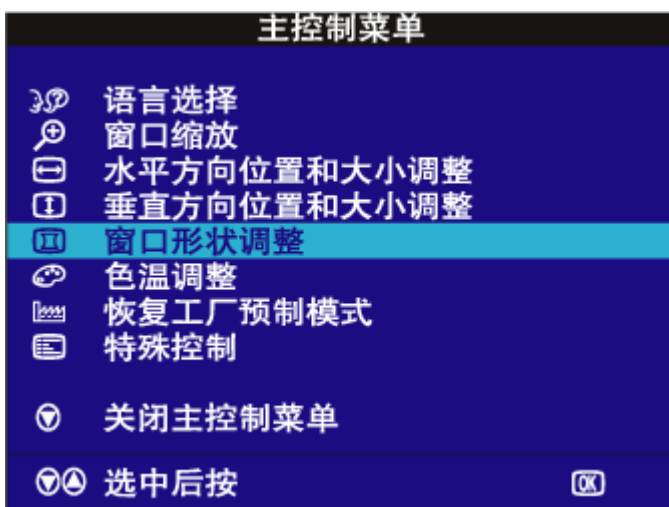 主控制菜单
语言选择
窗口缩放
水平方向位置和大小调整
垂直方向位置和大小调整
窗口形状调整
色温调整
恢复工厂预制模式
特殊控制
关闭主控制菜单
选中后按 OK